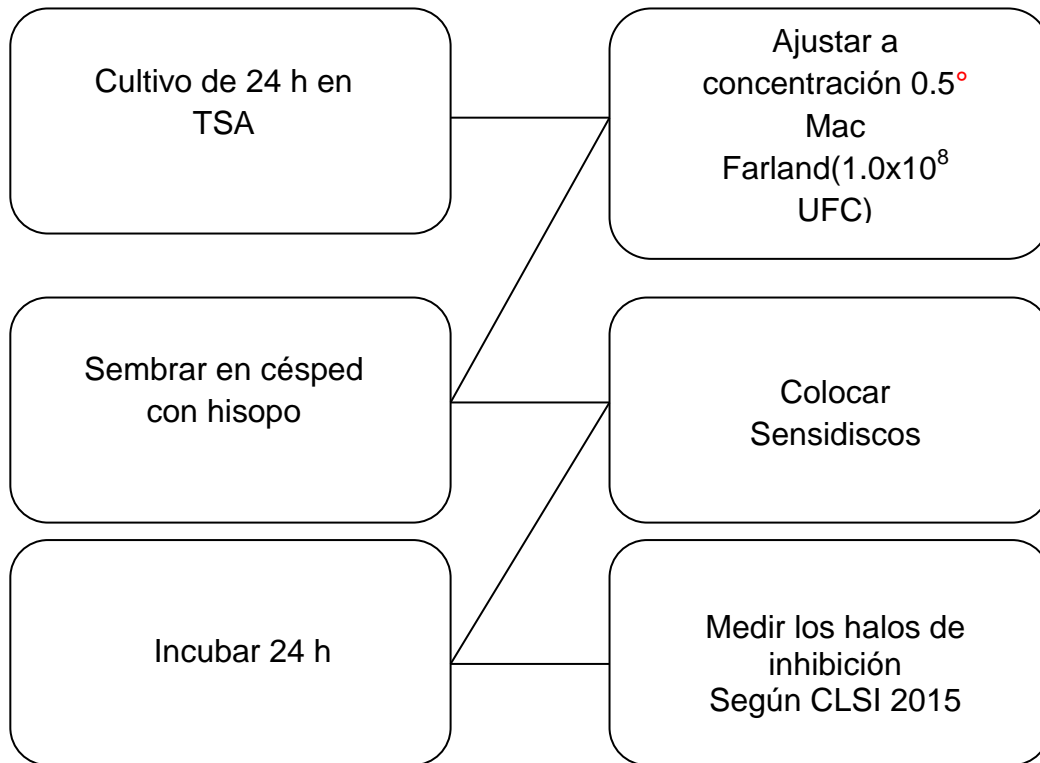 Cultivo de 24 h en
TSA
Ajustar a
concentración 0.5°
Mac
Farland(1.0x10⁸
UFC)
Sembrar en césped
con hisopo
Colocar
Sensidiscos
Incubar 24 h
Medir los halos de
inhibición
Según CLSI 2015